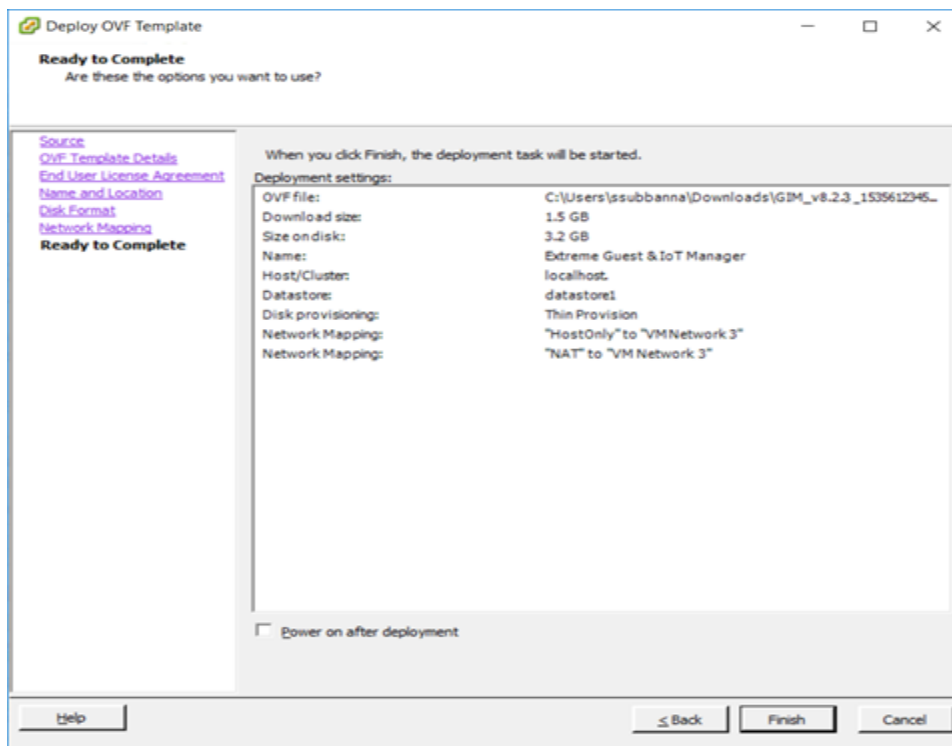 Deploy OVF Template
Ready to Complete
Are these the options you want to use?
Source
OVF Template Details
End User License Agreement
Name and Location
Disk Format
Network Mapping
Ready to Complete
When you click Finish, the deployment task will be started.
Deployment settings:
OVF file: C:\Users\ssubbanna\Downloads\GIM_v8.2.3_1535612345...
Download size: 1.5 GB
Size on disk: 3.2 GB
Name: Extreme Guest & IoT Manager
Host/Cluster: localhost.
Datastore: datastore1
Disk provisioning: Thin Provision
Network Mapping: "HostOnly" to "VM Network 3"
Network Mapping: "NAT" to "VM Network 3"
Power on after deployment
Help
< Back
Finish
Cancel